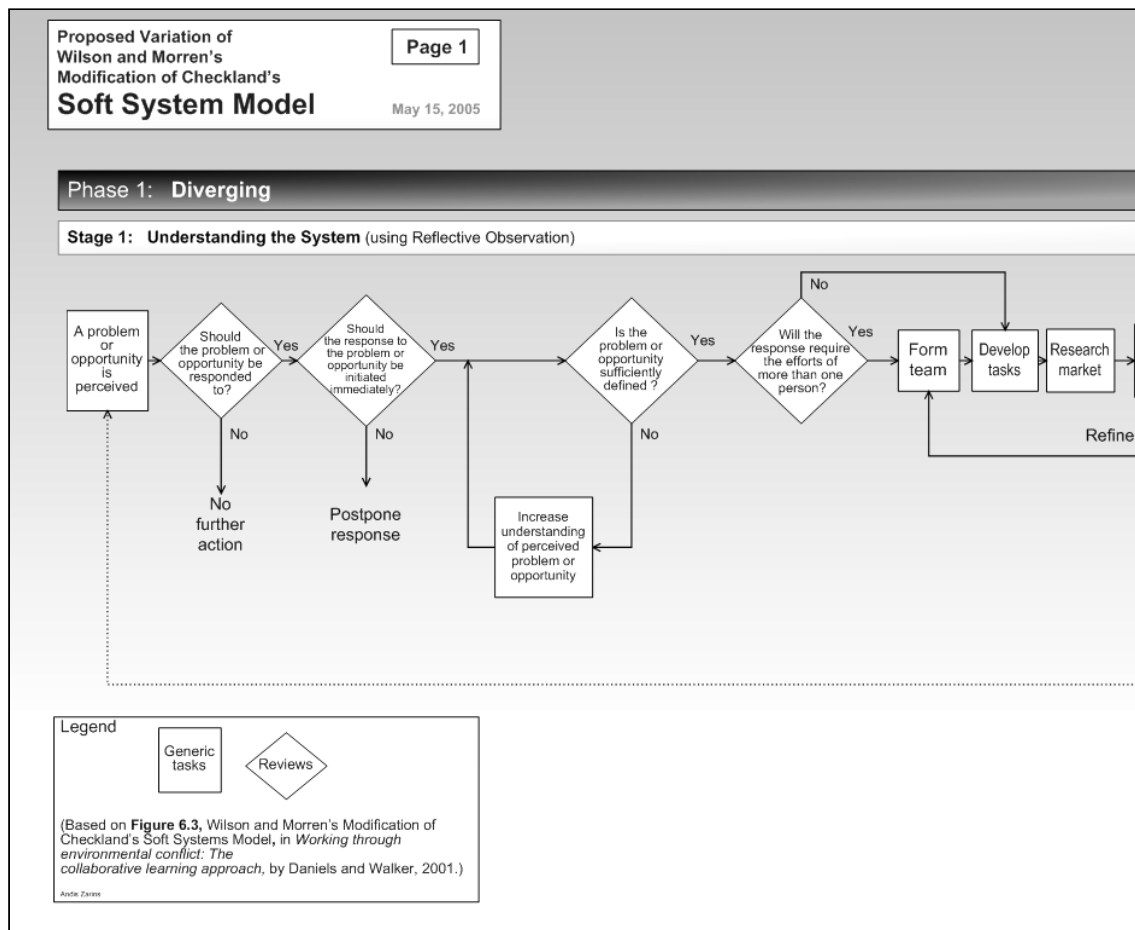 Proposed Variation of
Wilson and Morren's
Modification of Checkland's
Soft System Model
Page 1
May 15, 2005
Phase 1: Diverging
Stage 1: Understanding the System (using Reflective Observation)
A problem
or
opportunity
is
perceived
Should
the problem or
opportunity be
responded
to?
Yes
No
No
further
action
Should
the response to
the problem or
opportunity be
initiated
immediately?
Yes
No
Postpone
response
Is the
problem or
opportunity
sufficiently
defined ?
Yes
No
Increase
understanding
of perceived
problem or
opportunity
Will the
response require
the efforts of
more than one
person?
No
Yes
Form
team
Develop
tasks
Research
market
Refine
Legend
Generic
tasks
Reviews
(Based on Figure 6.3, Wilson and Morren's Modification of
Checkland's Soft Systems Model, in Working through
environmental conflict: The
collaborative learning approach, by Daniels and Walker, 2001.)
Andis Zarins